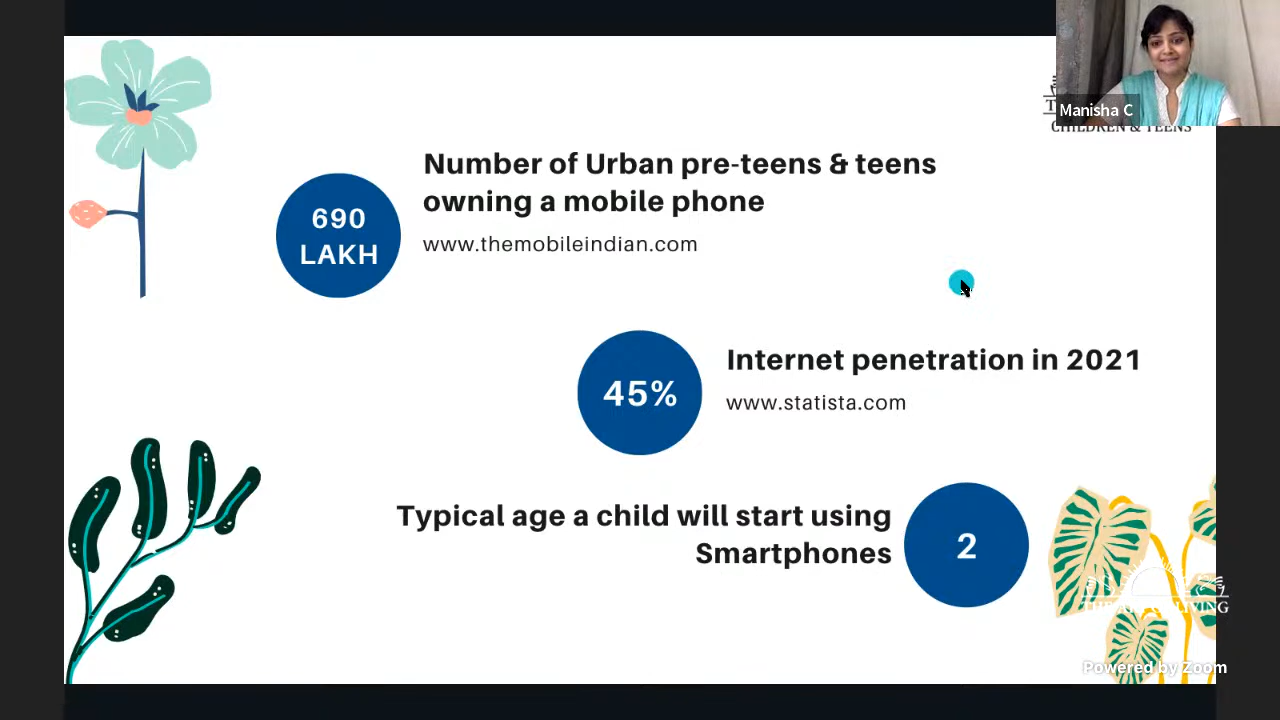 Manisha C
CHILDREN & TEENS
690
LAKH
Number of Urban pre-teens & teens
owning a mobile phone
www.themobileindian.com
45%
Internet penetration in 2021
www.statista.com
Typical age a child will start using
Smartphones
2
Powered by Zoom